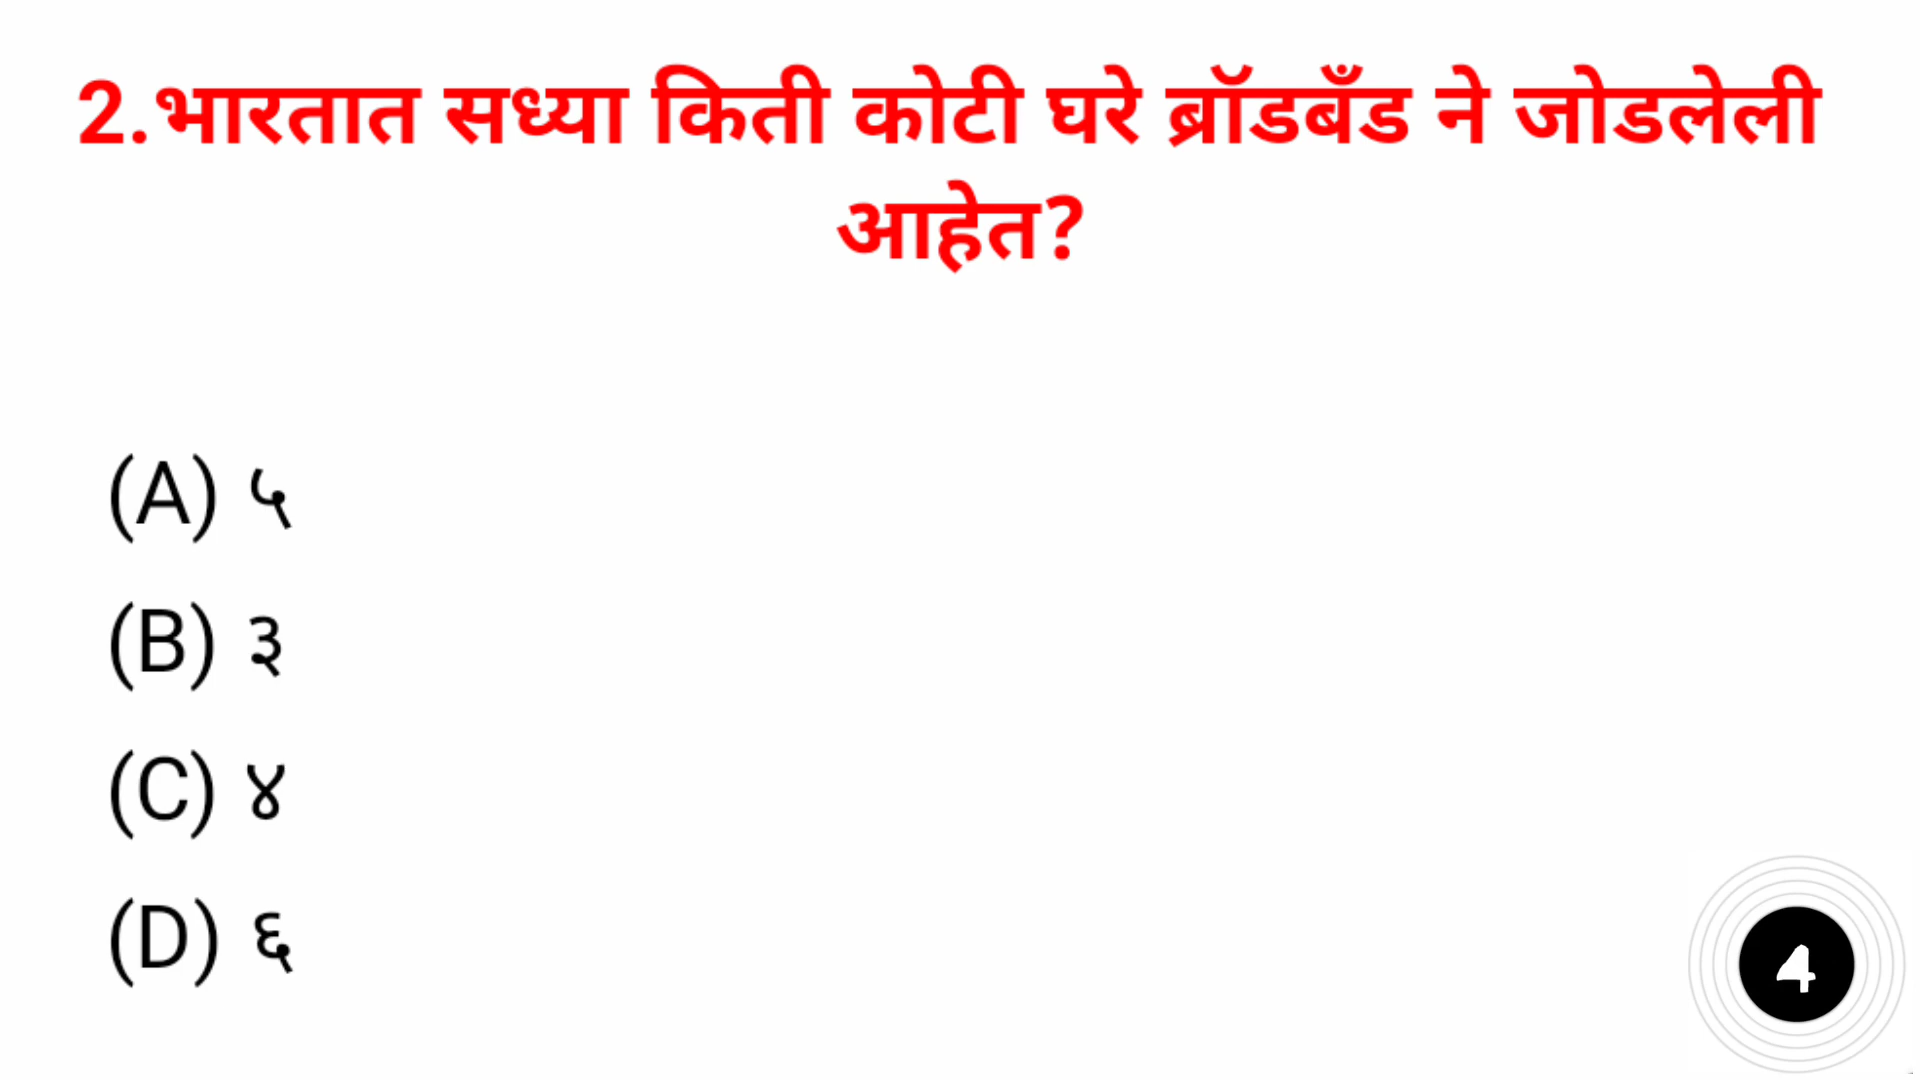 2.भारतात सध्या किती कोटी घरे ब्रॉडबँड ने जोडलेली
आहेत?
(A) ५
(B) ३
(C) ४
(D) ६
4